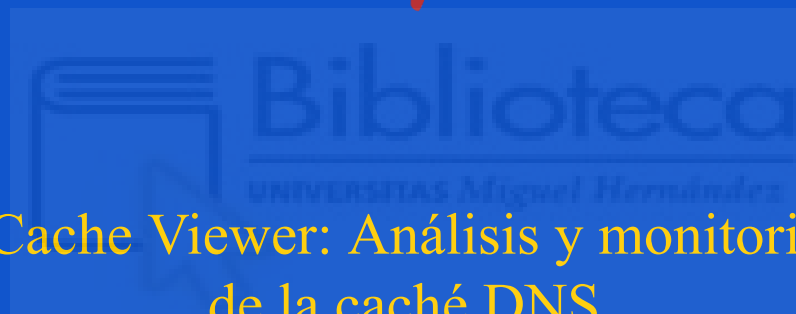 Biblioteca
UNIVERSITAS Miguel Hernández
Cache Viewer: Análisis y monitori
de la caché DNS